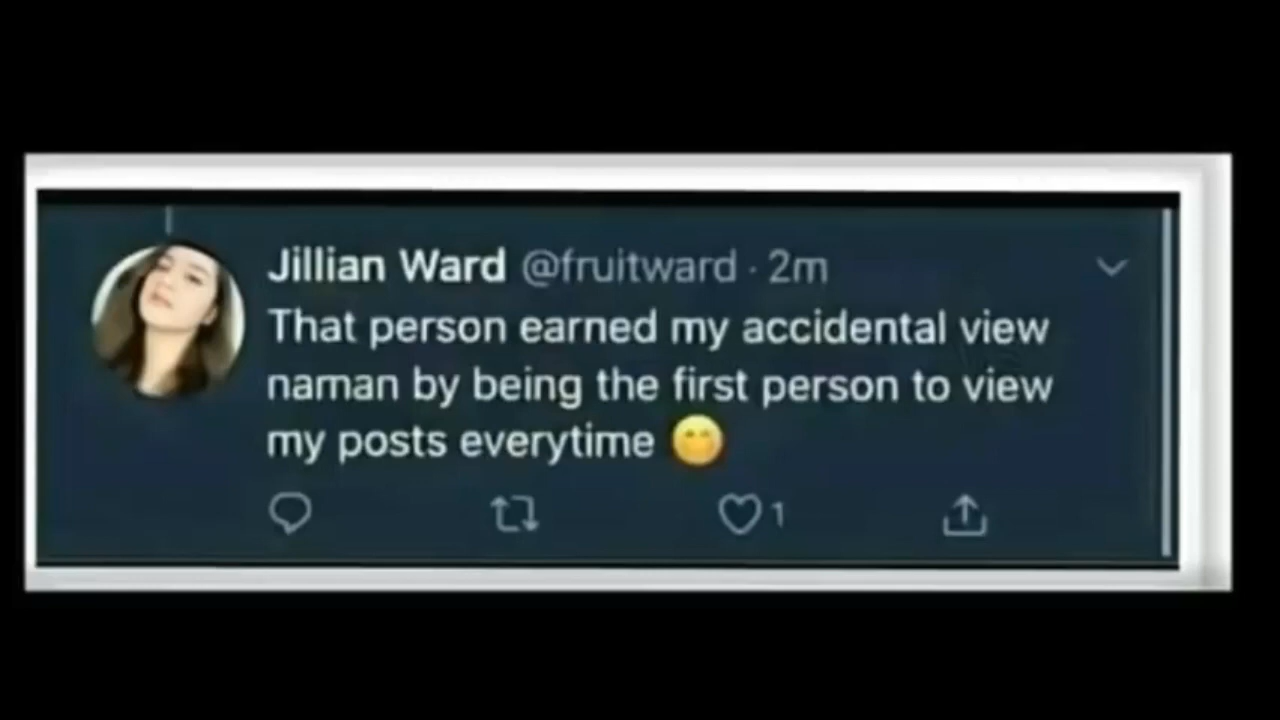 Jillian Ward @fruitward · 2m
That person earned my accidental view
naman by being the first person to view
my posts everytime 😊
1